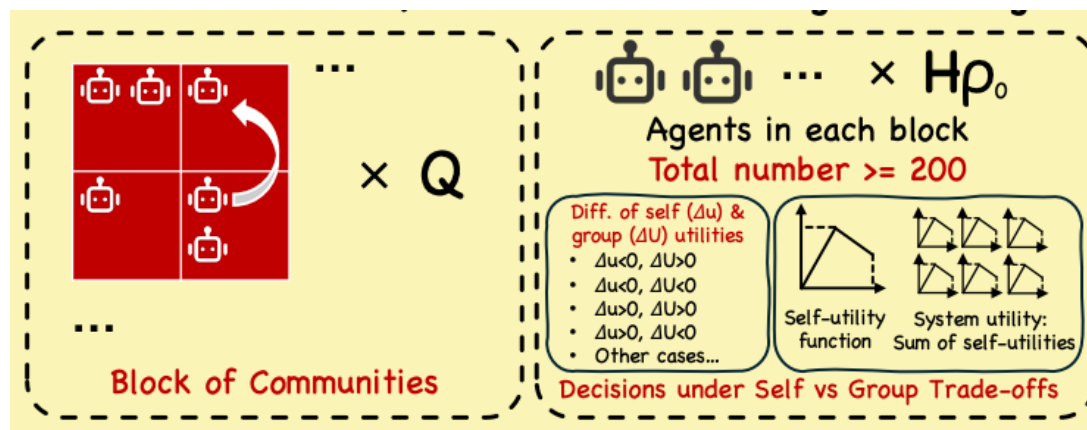 ...
× Q
...
Block of Communities
... × Hρ₀
Agents in each block
Total number >= 200
Diff. of self (Δu) &
group (ΔU) utilities
• Δu<0, ΔU>0
• Δu<0, ΔU<0
• Δu>0, ΔU>0
• Δu>0, ΔU<0
• Other cases...
Self-utility
function
System utility:
Sum of self-utilities
Decisions under Self vs Group Trade-offs